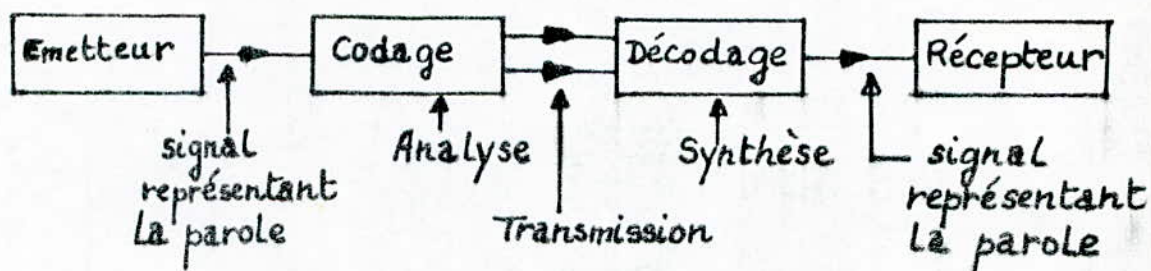 Emetteur
Codage
Décodage
Récepteur
signal
représentant
La parole
Analyse
Transmission
Synthèse
signal
représentant
la parole